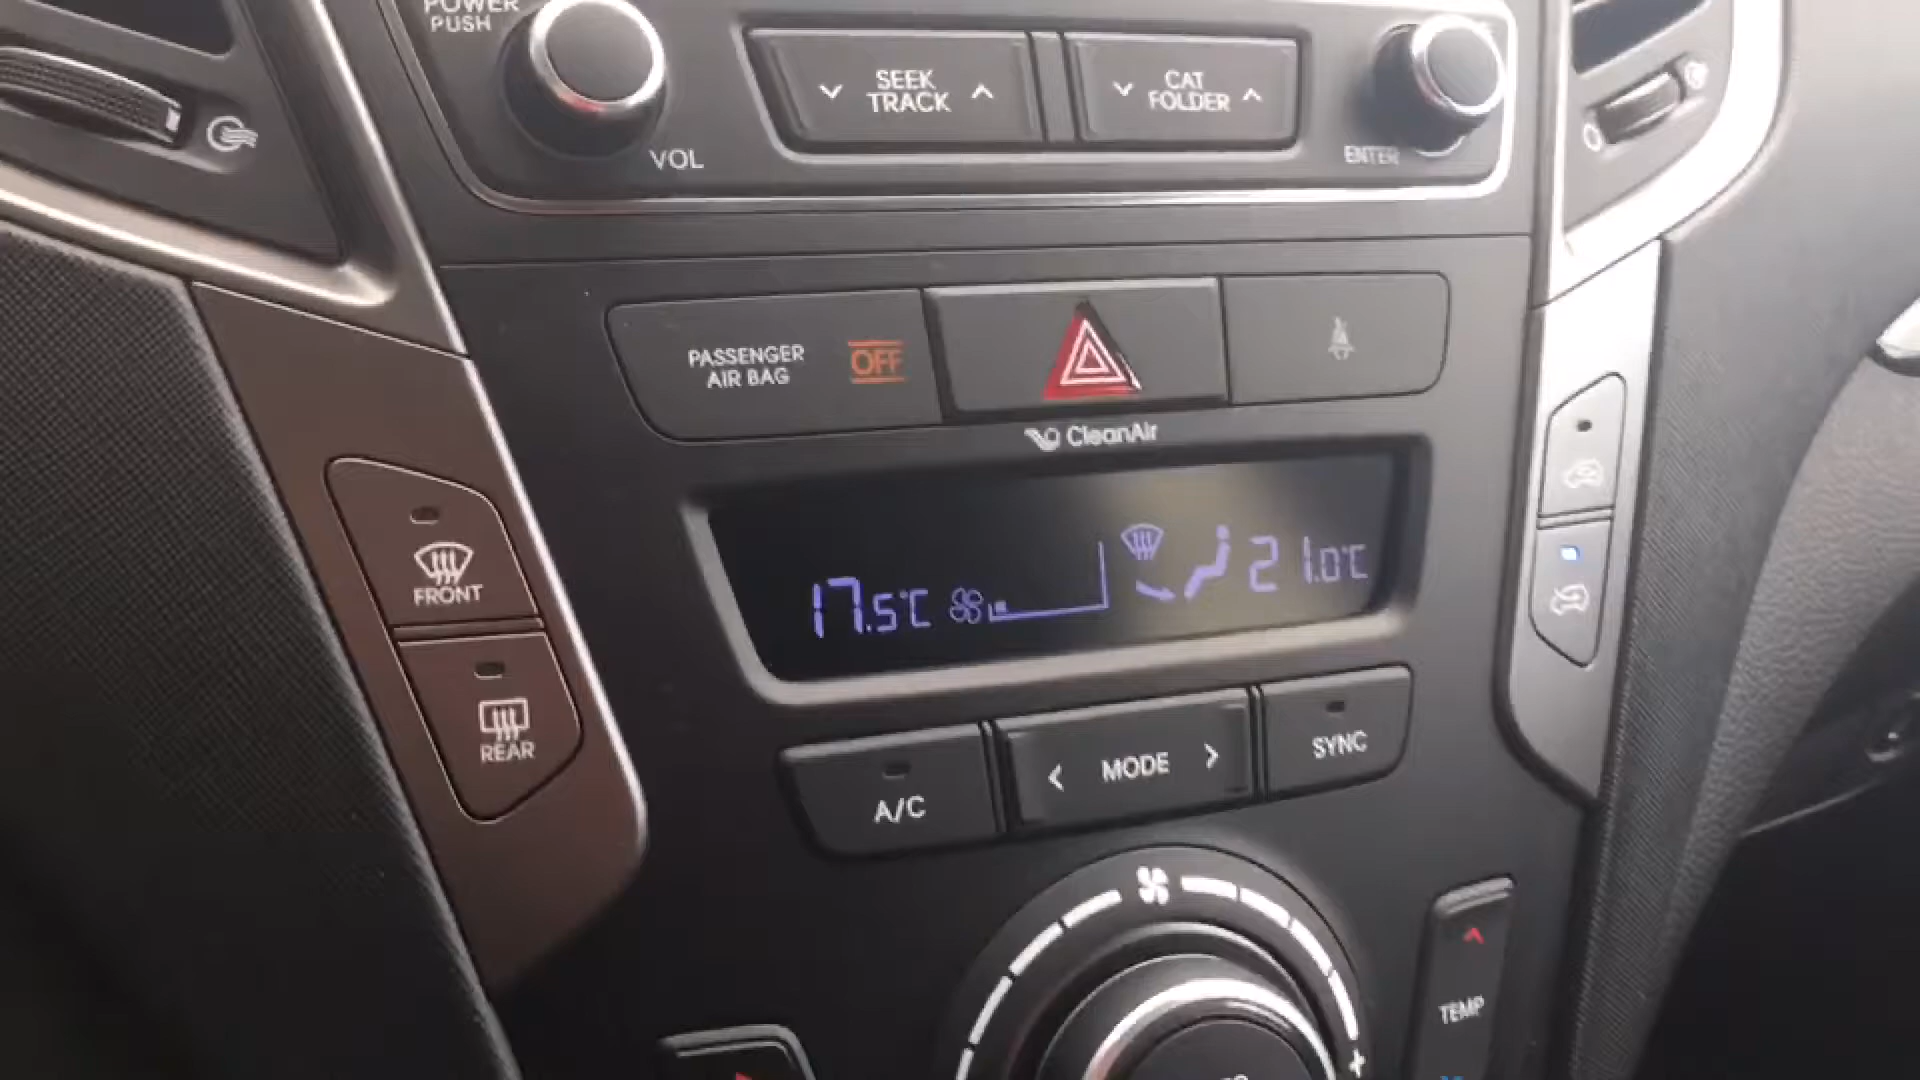 POWER
PUSH
VOL
SEEK
TRACK
CAT
FOLDER
ENTER
PASSENGER
AIR BAG
OFF
CleanAir
17.5°C
21.0°C
FRONT
REAR
A/C
MODE
SYNC
TEMP